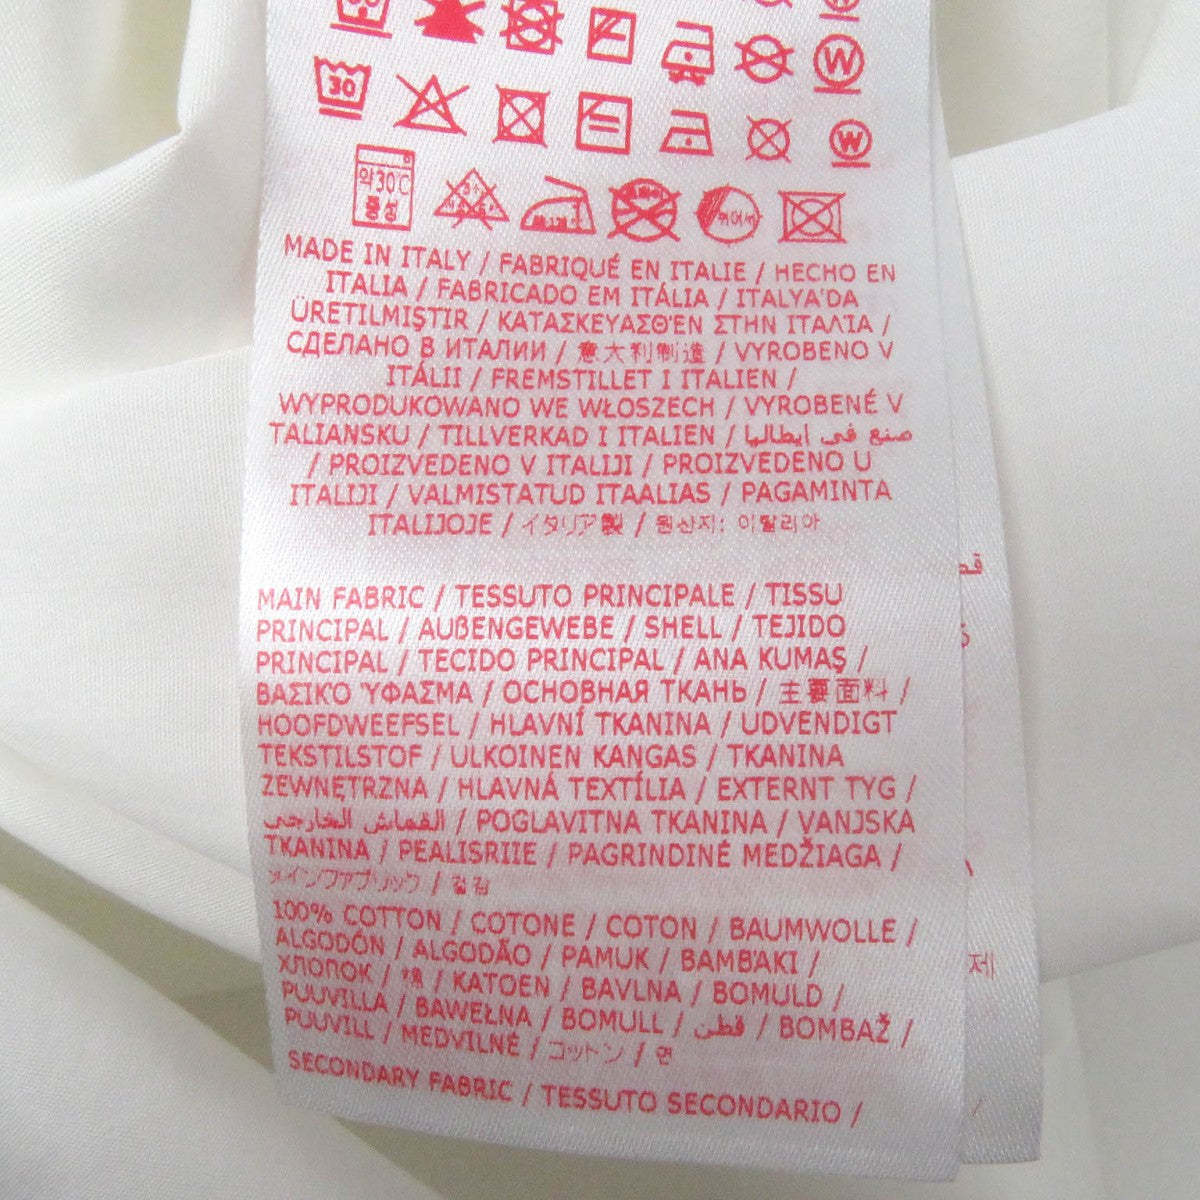 W
30 W
약30℃ 중성
MADE IN ITALY / FABRIQUÉ EN ITALIE / HECHO EN
ITALIA / FABRICADO EM ITÁLIA / ITALYA'DA
ÜRETILMIŞTIR / ΚΑΤΑΣΚΕΥΑΣΘΈΝ ΣΤΗΝ ΙΤΑΛΊΑ /
СДЕЛАНО В ИТАЛИИ / 意大利制造 / VYROBENO V
ITÁLII / FREMSTILLET I ITALIEN /
WYPRODUKOWANO WE WŁOSZECH / VYROBENÉ V
TALIANSKU / TILLVERKAD I ITALIEN / صنع في ايطاليا
/ PROIZVEDENO V ITALIJI / PROIZVEDENO U
ITALIJI / VALMISTATUD ITAALIAS / PAGAMINTA
ITALIJOJE / イタリア製 / 원산지: 이탈리아
MAIN FABRIC / TESSUTO PRINCIPALE / TISSU
PRINCIPAL / AUßENGEWEBE / SHELL / TEJIDO
PRINCIPAL / TECIDO PRINCIPAL / ANA KUMAŞ /
ΒΑΣΙΚΌ ΎΦΑΣΜΑ / ОСНОВНАЯ ТКАНЬ / 主要面料 /
HOOFDWEEFSEL / HLAVNÍ TKANINA / UDVENDIGT
TEKSTILSTOF / ULKOINEN KANGAS / TKANINA
ZEWNĘTRZNA / HLAVNÁ TEXTÍLIA / EXTERNT TYG /
القماش الخارجي / POGLAVITNA TKANINA / VANJSKA
TKANINA / PEALISRIIE / PAGRINDINĖ MEDŽIAGA /
メインファブリック / 겉감
100% COTTON / COTONE / COTON / BAUMWOLLE /
ALGODÓN / ALGODÃO / PAMUK / ΒΑΜΒΆΚΙ /
ХЛОПОК / 棉 / KATOEN / BAVLNA / BOMULD /
PUUVILLA / BAWEŁNA / BOMULL / قطن / BOMBAŽ /
PUUVILL / MEDVILNĖ / コットン / 면
SECONDARY FABRIC / TESSUTO SECONDARIO /
제